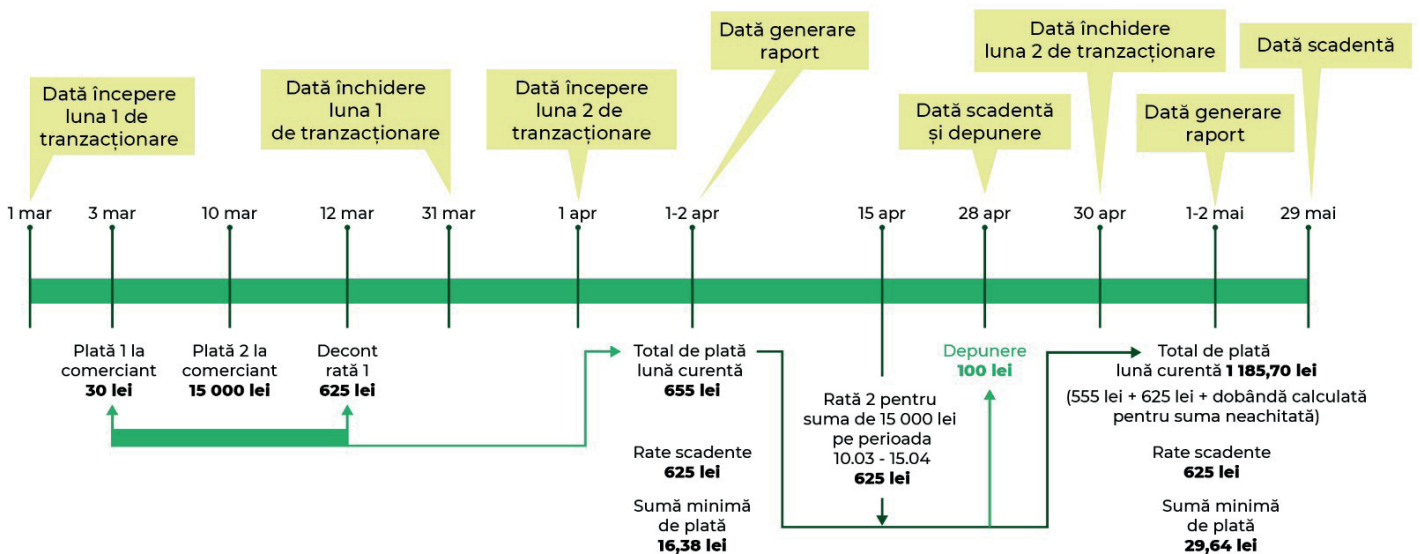 Dată începere
luna 1 de
tranzacționare
Dată închidere
luna 1
de tranzacționare
Dată începere
luna 2 de
tranzacționare
Dată generare
raport
Dată scadentă
și depunere
Dată închidere
luna 2 de tranzacționare
Dată generare
raport
Dată scadentă
1 mar
3 mar
10 mar
12 mar
31 mar
1 apr
1-2 apr
15 apr
28 apr
30 apr
1-2 mai
29 mai
Plată 1 la
comerciant
30 lei
Plată 2 la
comerciant
15 000 lei
Decont
rată 1
625 lei
Total de plată
lună curentă
655 lei
Rate scadente
625 lei
Sumă minimă
de plată
16,38 lei
Rată 2 pentru
suma de 15 000 lei
pe perioada
10.03 - 15.04
625 lei
Depunere
100 lei
Total de plată
lună curentă 1 185,70 lei
(555 lei + 625 lei + dobândă calculată
pentru suma neachitată)
Rate scadente
625 lei
Sumă minimă
de plată
29,64 lei